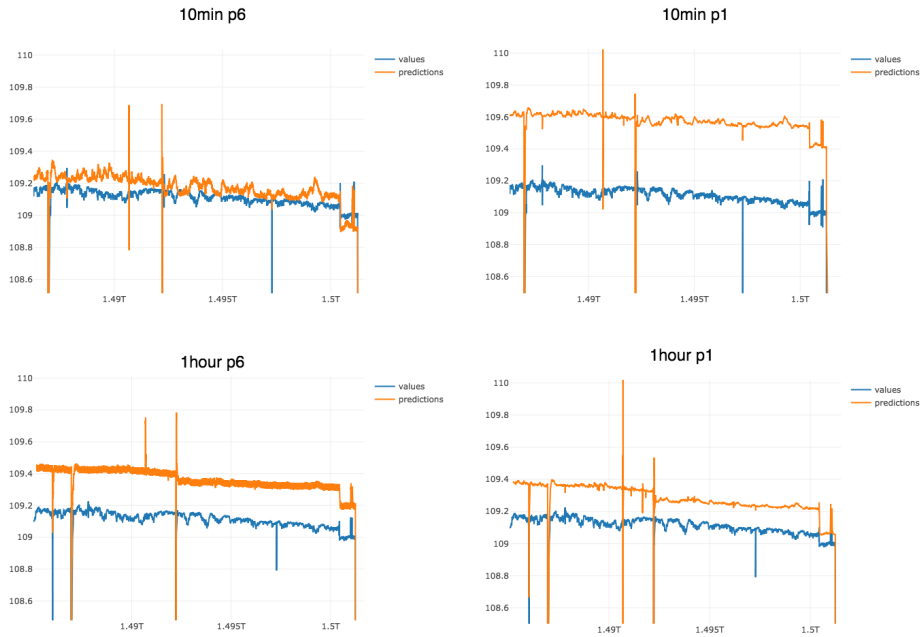 10min p6
110
109.8
109.6
109.4
109.2
109
108.8
108.6
1.49T
1.495T
1.5T
values
predictions
10min p1
110
109.8
109.6
109.4
109.2
109
108.8
108.6
1.49T
1.495T
1.5T
values
predictions
1hour p6
110
109.8
109.6
109.4
109.2
109
108.8
108.6
1.49T
1.495T
1.5T
values
predictions
1hour p1
110
109.8
109.6
109.4
109.2
109
108.8
108.6
1.49T
1.495T
1.5T
values
predictions